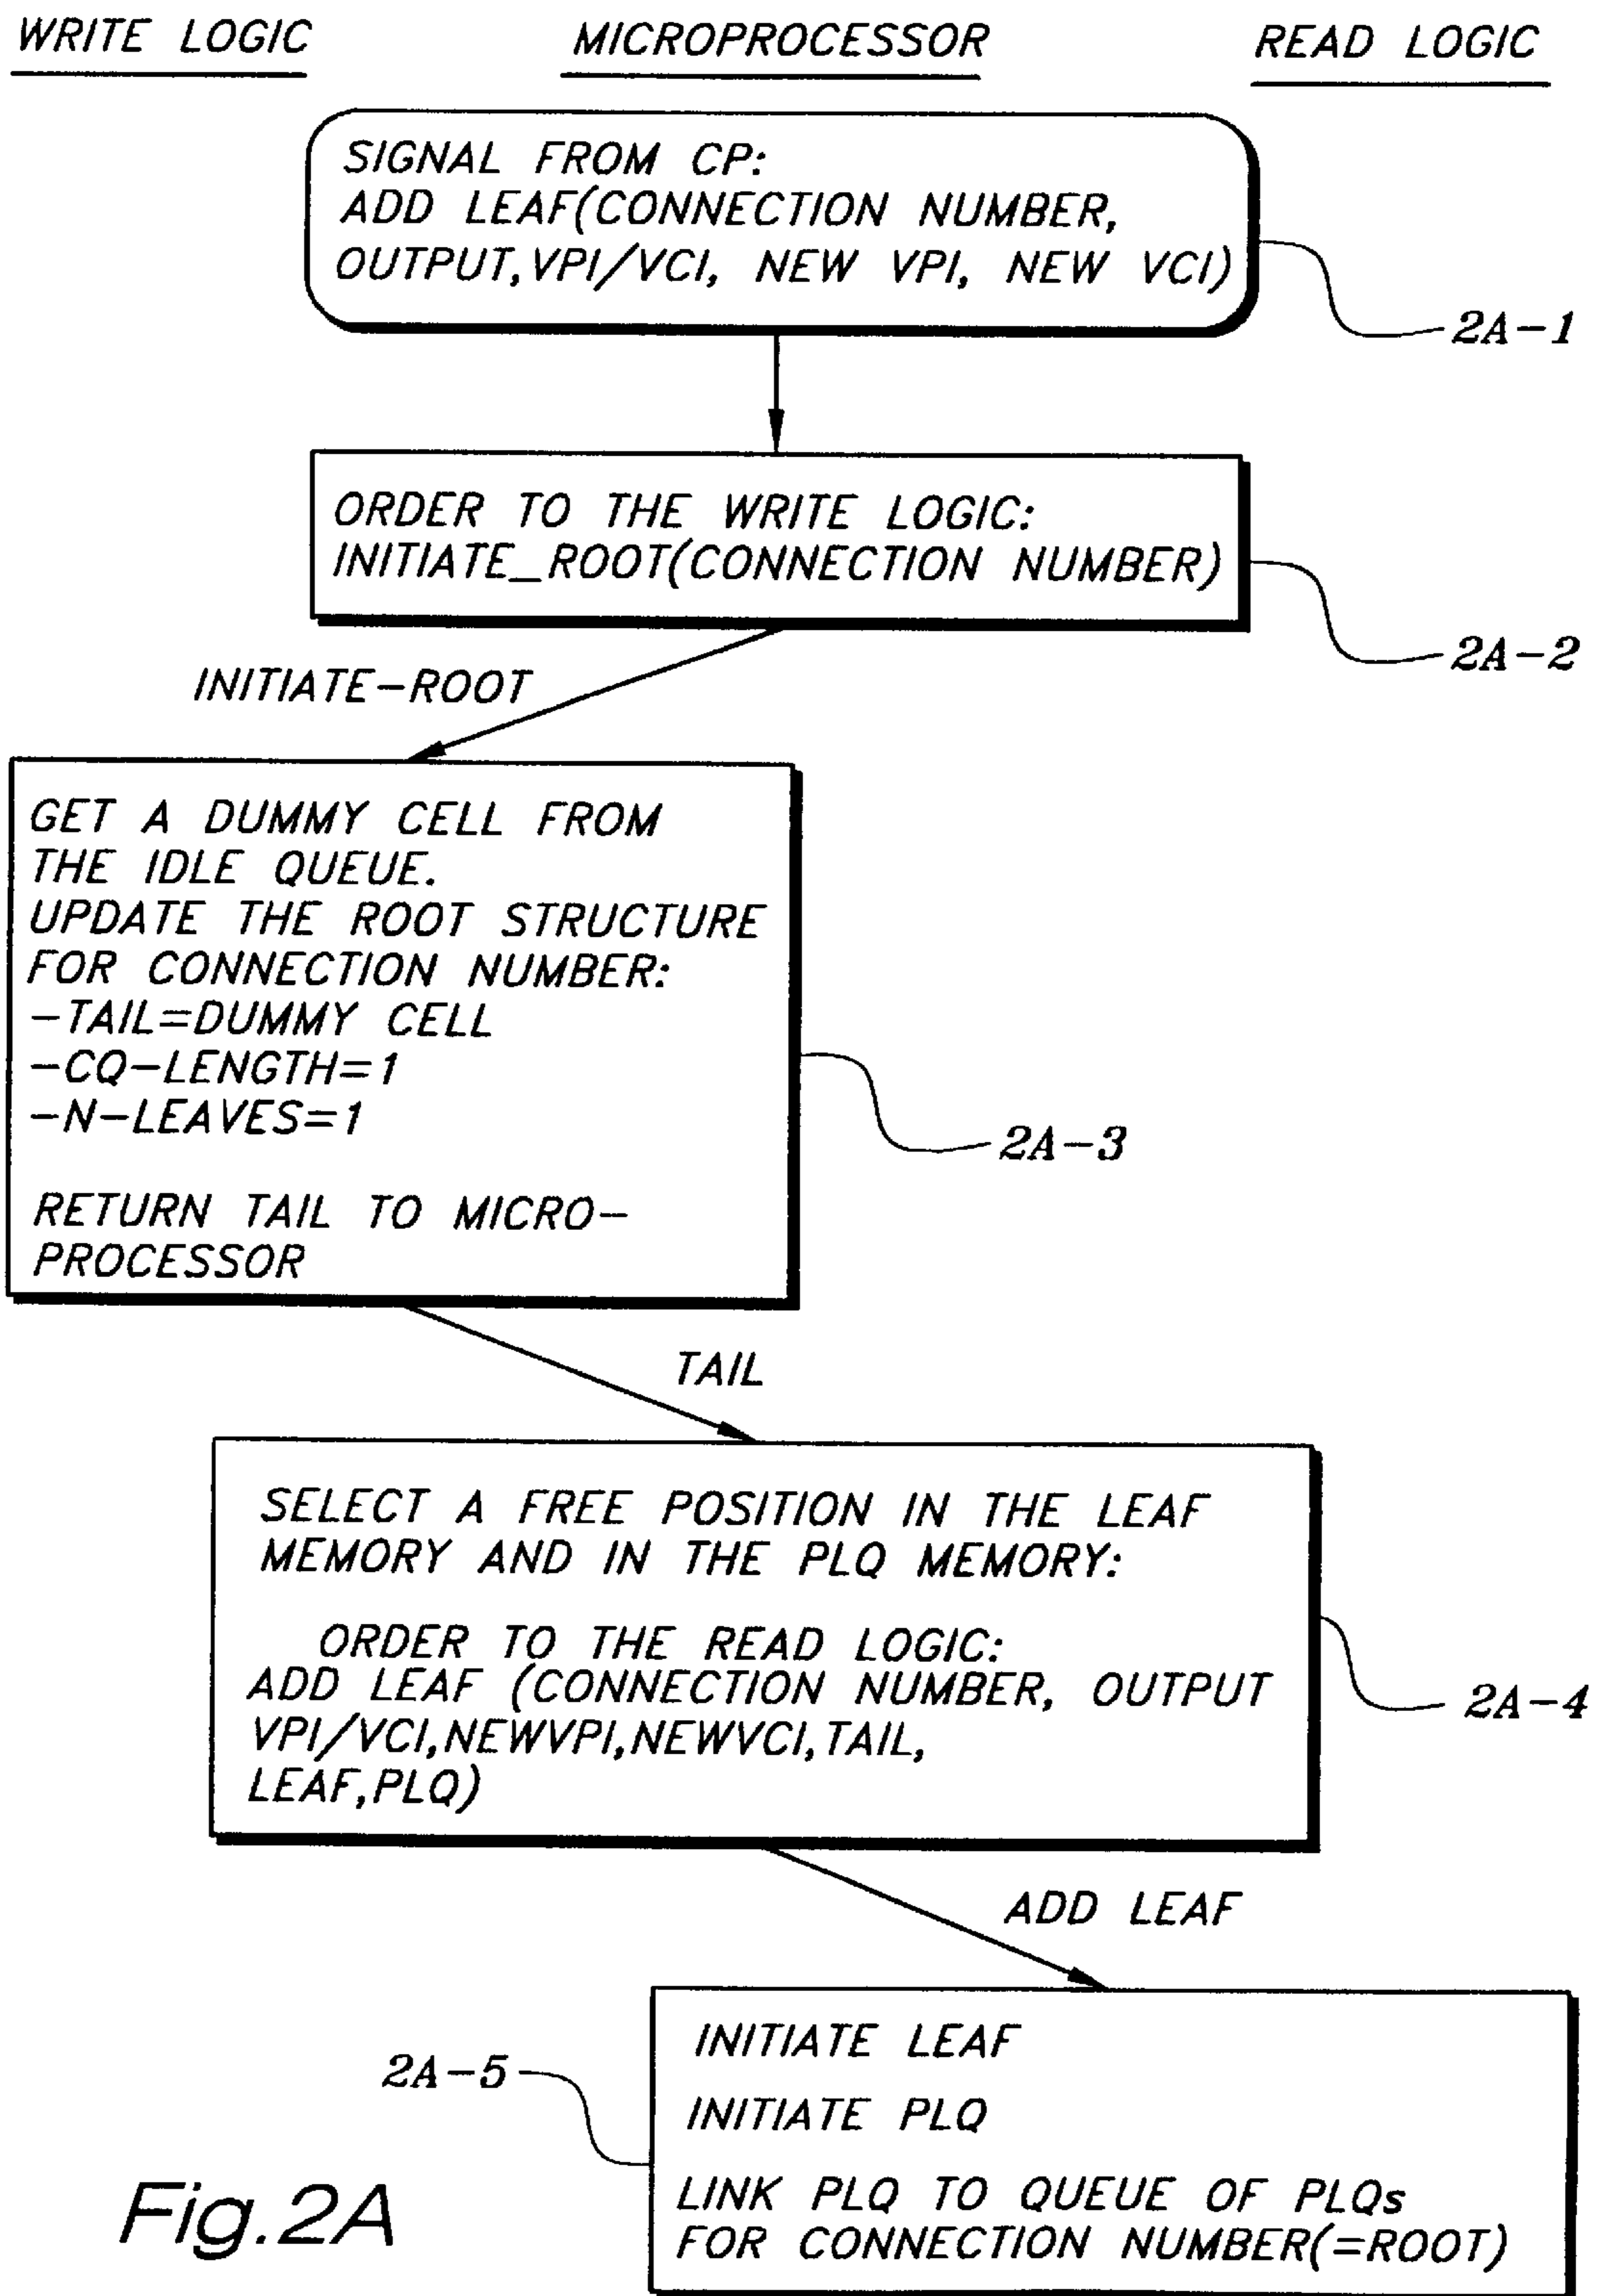 WRITE LOGIC
MICROPROCESSOR
READ LOGIC
SIGNAL FROM CP:
ADD LEAF(CONNECTION NUMBER,
OUTPUT,VPI/VCI, NEW VPI, NEW VCI)
2A-1
ORDER TO THE WRITE LOGIC:
INITIATE_ROOT(CONNECTION NUMBER)
2A-2
INITIATE-ROOT
GET A DUMMY CELL FROM
THE IDLE QUEUE.
UPDATE THE ROOT STRUCTURE
FOR CONNECTION NUMBER:
-TAIL=DUMMY CELL
-CQ-LENGTH=1
-N-LEAVES=1
RETURN TAIL TO MICRO-
PROCESSOR
2A-3
TAIL
SELECT A FREE POSITION IN THE LEAF
MEMORY AND IN THE PLQ MEMORY:
ORDER TO THE READ LOGIC:
ADD LEAF (CONNECTION NUMBER, OUTPUT
VPI/VCI,NEWVPI,NEWVCI,TAIL,
LEAF,PLQ)
2A-4
ADD LEAF
INITIATE LEAF
INITIATE PLQ
LINK PLQ TO QUEUE OF PLQs
FOR CONNECTION NUMBER(=ROOT)
2A-5
Fig.2A